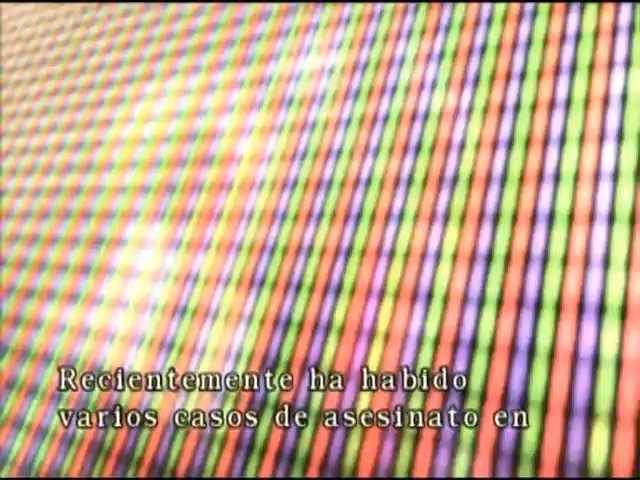 Recientemente ha habido
varios casos de asesinato en